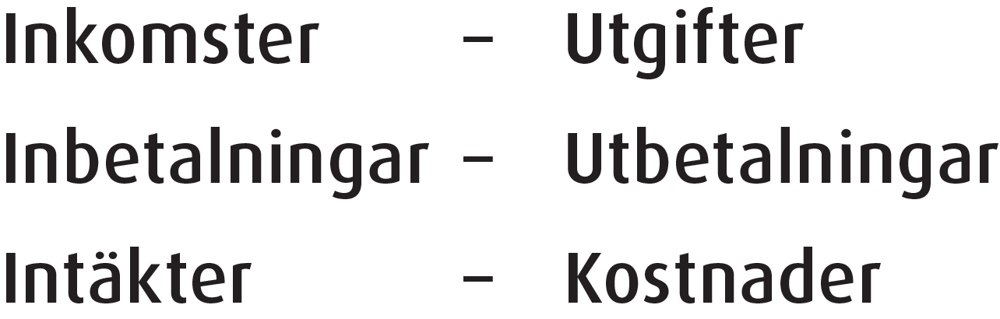 Inkomster – Utgifter
Inbetalningar – Utbetalningar
Intäkter – Kostnader